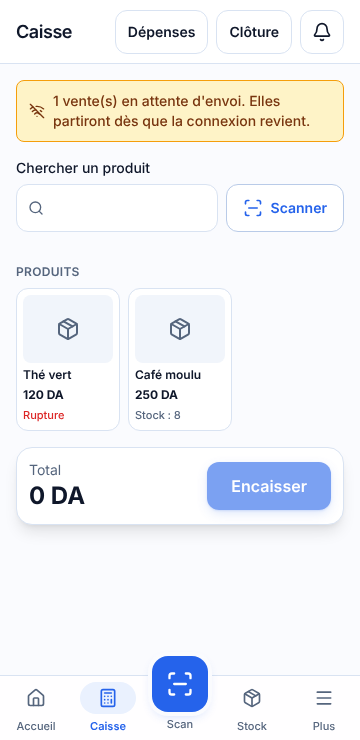 Caisse
Dépenses
Clôture
1 vente(s) en attente d'envoi. Elles
partiront dès que la connexion revient.
Chercher un produit
Scanner
PRODUITS
Thé vert
120 DA
Rupture
Café moulu
250 DA
Stock : 8
Total
0 DA
Encaisser
Accueil
Caisse
Scan
Stock
Plus